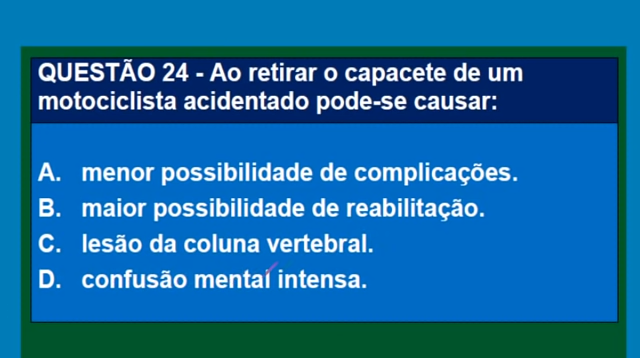 QUESTÃO 24 - Ao retirar o capacete de um
motociclista acidentado pode-se causar:
A. menor possibilidade de complicações.
B. maior possibilidade de reabilitação.
C. lesão da coluna vertebral.
D. confusão mental intensa.